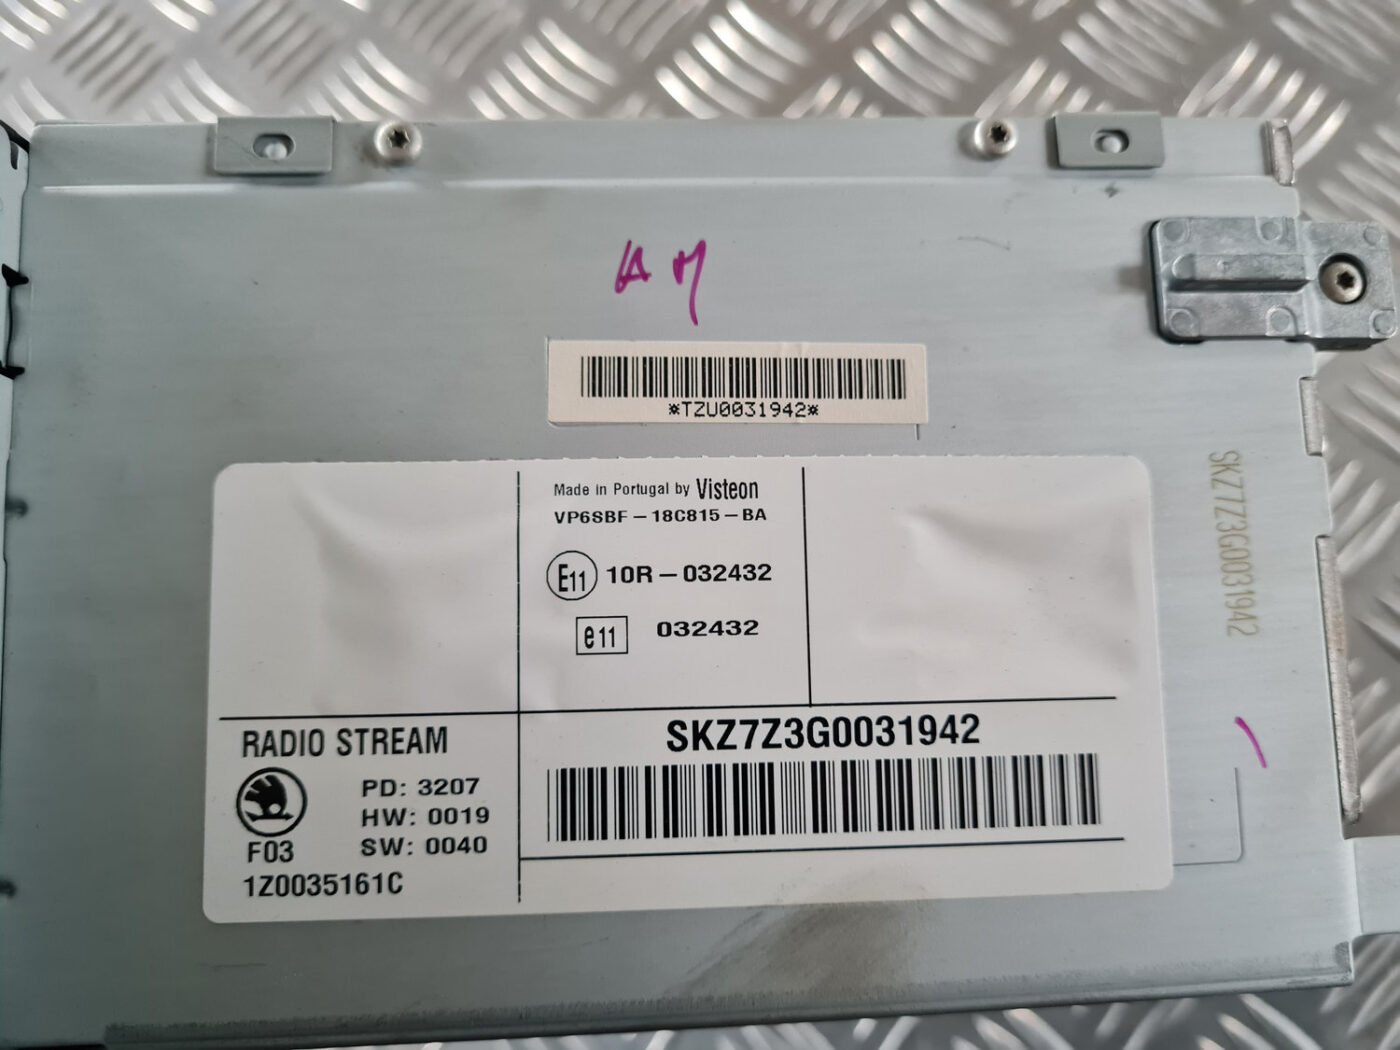 *TZU0031942*
Made in Portugal by Visteon
VP6SBF-18C815-BA
E11 10R-032432
e11 032432
RADIO STREAM
PD: 3207
HW: 0019
F03 SW: 0040
1Z0035161C
SKZ7Z3G0031942
SKZ7Z3G0031942